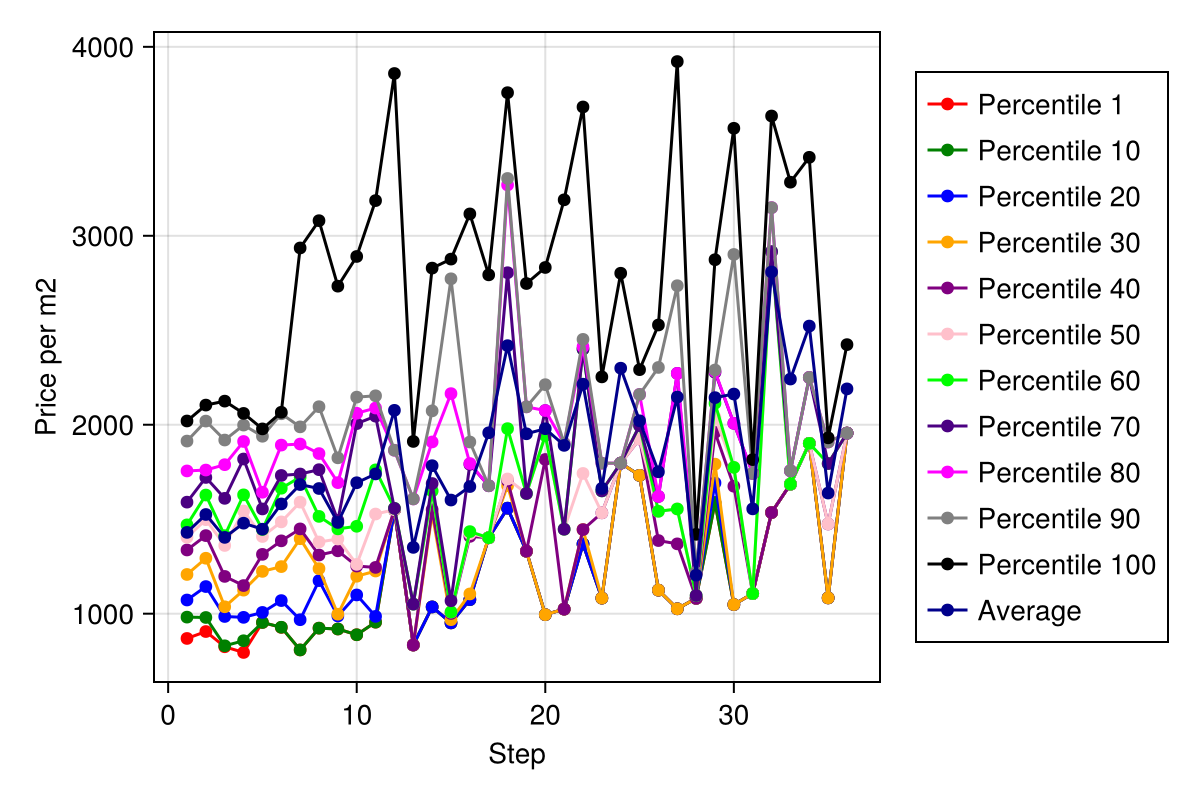 4000
3000
2000
1000
Price per m2
0 10 20 30
Step
Percentile 1
Percentile 10
Percentile 20
Percentile 30
Percentile 40
Percentile 50
Percentile 60
Percentile 70
Percentile 80
Percentile 90
Percentile 100
Average